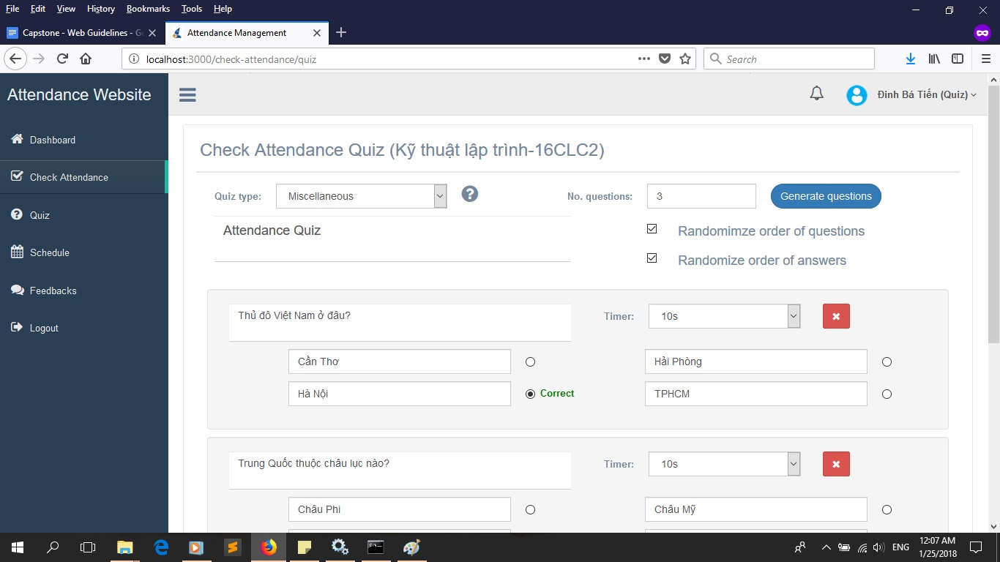 File Edit View History Bookmarks Tools Help
Capstone - Web Guidelines - G
Attendance Management
localhost:3000/check-attendance/quiz
Search
Attendance Website
Đinh Bá Tiến (Quiz)
Dashboard
Check Attendance
Quiz
Schedule
Feedbacks
Logout
Check Attendance Quiz (Kỹ thuật lập trình-16CLC2)
Quiz type: Miscellaneous No. questions: 3 Generate questions
Attendance Quiz
Randomimze order of questions
Randomize order of answers
Thủ đô Việt Nam ở đâu? Timer: 10s
Cần Thơ Hải Phòng
Hà Nội Correct TPHCM
Trung Quốc thuộc châu lục nào? Timer: 10s
Châu Phi Châu Mỹ
ENG
12:07 AM
1/25/2018